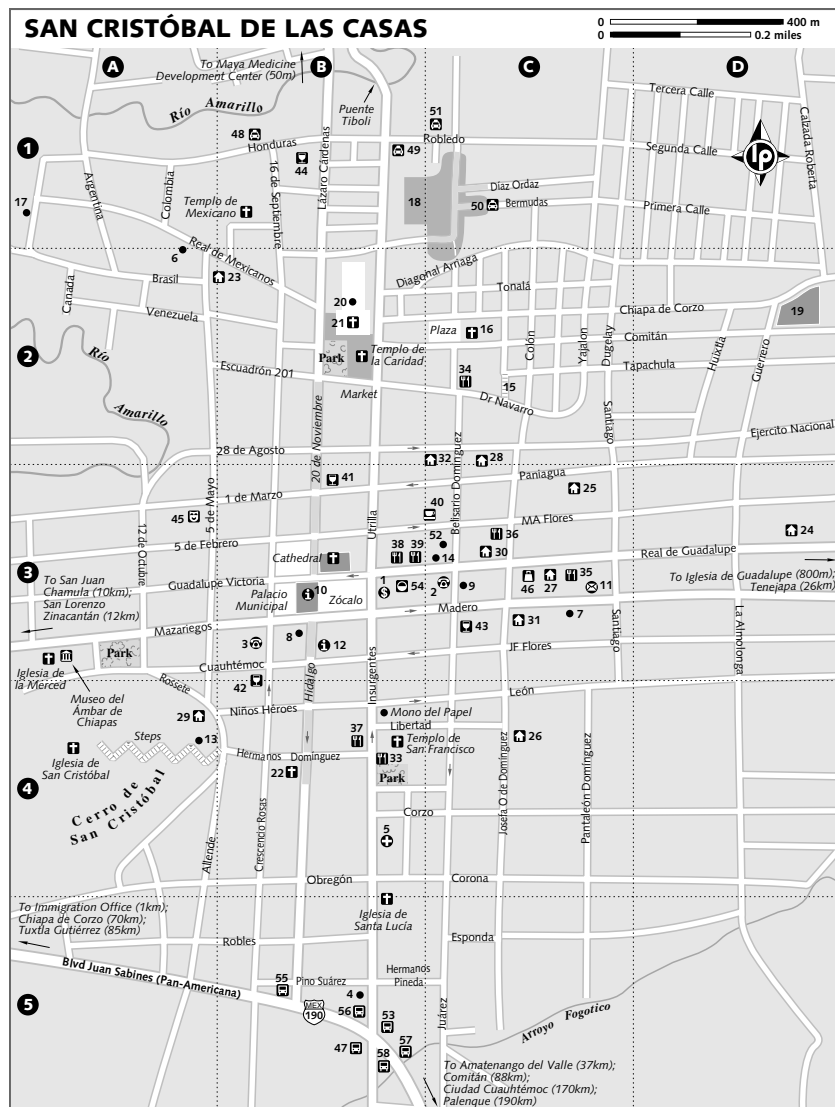 SAN CRISTÓBAL DE LAS CASAS
0 400 m
0 0.2 miles
A
B
C
D
To Maya Medicine
Development Center (50m)
Río Amarillo
Puente
Tiboli
51
Tercera Calle
Calzada Roberta
1
48
Honduras
44
Lázaro Cárdenas
49
Robledo
Segunda Calle
lp
17
Argentina
Colombia
16 de Septiembre
Templo de
Mexicano
18
Diaz Ordaz
50
Bermudas
Primera Calle
6
Real de Mexicanos
Brasil
23
Canada
Venezuela
Diagonal Arriaga
Tonalá
Chiapa de Corzo
19
20
21
Plaza
16
Colón
Yajalon
Dugelay
Comitán
Huixtla
Guerrero
2
Río
Amarillo
Park
Templo de
la Caridad
Escuadrón 201
Market
34
15
Tapachula
Dr Navarro
Santiago
Ejercito Nacional
28 de Agosto
20 de Noviembre
32
28
Belisario Domínguez
Paniagua
41
25
1 de Marzo
45
5 de Mayo
40
MA Flores
12 de Octubre
5 de Febrero
Utrilla
52
36
24
Cathedral
38
39
14
30
Real de Guadalupe
3
To San Juan
Chamula (10km);
San Lorenzo
Zinacantán (12km)
Guadalupe Victoria
Palacio
Municipal
10
Zócalo
1
54
2
9
46
27
35
11
To Iglesia de Guadalupe (800m);
Tenejapa (26km)
Mazariegos
Madero
43
31
7
Santiago
La Almolonga
3
8
12
Park
Iglesia de
la Merced
Cuauhtémoc
Hidalgo
Insurgentes
JF Flores
Museo del
Ámbar de
Chiapas
Rossete
42
León
29
Niños Héroes
Mono del Papel
Libertad
Steps
13
37
Templo de
San Francisco
26
Iglesia de
San Cristóbal
Hermanos Domínguez
33
22
Park
Josefa O de Domínguez
Pantaleón Domínguez
4
Cerro de
San Cristóbal
Corzo
Allende
Crescencio Rosas
5
Obregón
Corona
To Immigration Office (1km);
Chiapa de Corzo (70km);
Tuxtla Gutiérrez (85km)
Iglesia de
Santa Lucía
Robles
Esponda
Blvd Juan Sabines (Pan-Americana)
55
Pino Suárez
Hermanos
Pineda
5
4
MEX
190
56
53
Juárez
Arroyo Fogotico
47
57
58
To Amatenango del Valle (37km);
Comitán (88km);
Ciudad Cuauhtémoc (170km);
Palenque (190km)